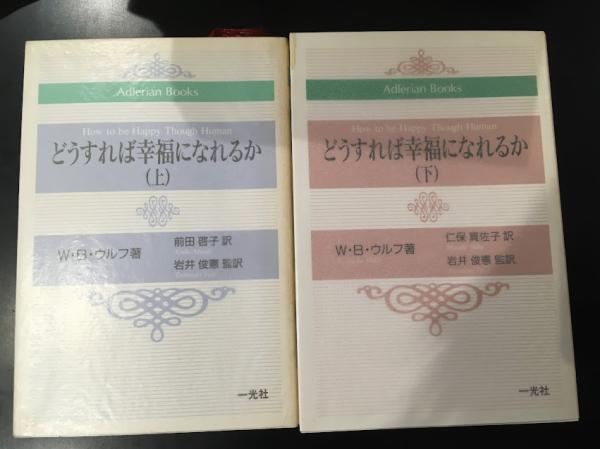 Adlerian Books
How to be Happy Though Human
どうすれば幸福になれるか
(上)
W・B・ウルフ著
前田 啓子 訳
岩井 俊憲 監訳
一光社
Adlerian Books
How to be Happy Though Human
どうすれば幸福になれるか
(下)
W・B・ウルフ著
仁保 真佐子 訳
岩井 俊憲 監訳
一光社